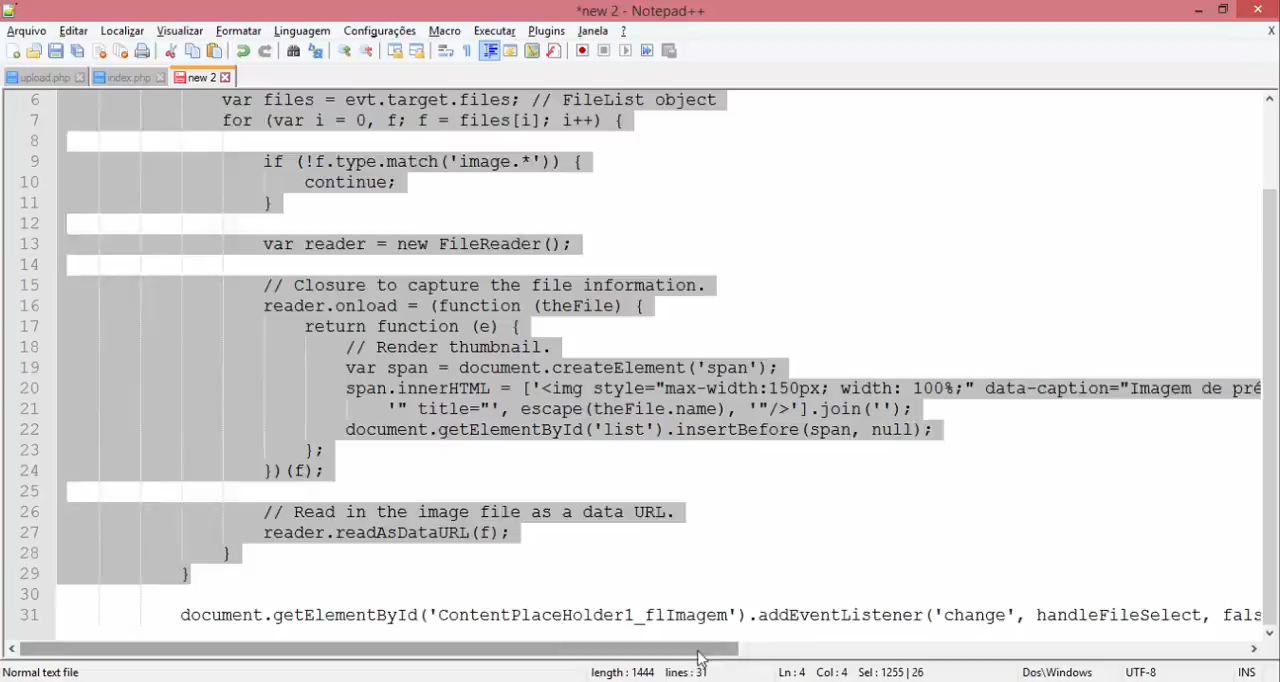 *new 2 - Notepad++
Arquivo Editar Localizar Visualizar Formatar Linguagem Configurações Macro Executar Plugins Janela ? X
upload.php index.php new 2
6 var files = evt.target.files; // FileList object
7 for (var i = 0, f; f = files[i]; i++) {
8
9 if (!f.type.match('image.*')) {
10 continue;
11 }
12
13 var reader = new FileReader();
14
15 // Closure to capture the file information.
16 reader.onload = (function (theFile) {
17 return function (e) {
18 // Render thumbnail.
19 var span = document.createElement('span');
20 span.innerHTML = ['<img style="max-width:150px; width: 100%;" data-caption="Imagem de pré
21 '" title="', escape(theFile.name), '"/>'].join('');
22 document.getElementById('list').insertBefore(span, null);
23 };
24 })(f);
25
26 // Read in the image file as a data URL.
27 reader.readAsDataURL(f);
28 }
29 }
30
31 document.getElementById('ContentPlaceHolder1_flImagem').addEventListener('change', handleFileSelect, fals
Normal text file length : 1444 lines : 31 Ln : 4 Col : 4 Sel : 1255 | 26 Dos\Windows UTF-8 INS